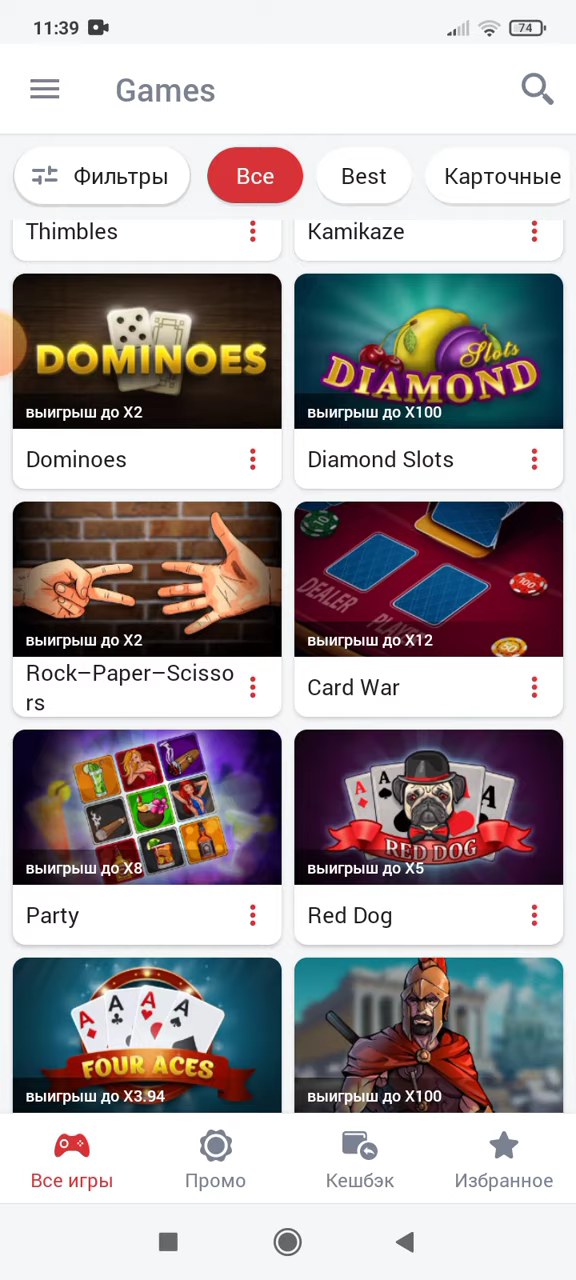 11:39
74
Games
Фильтры
Все
Best
Карточные
Thimbles
Kamikaze
DOMINOES
выигрыш до X2
Slots
DIAMOND
выигрыш до X100
Dominoes
Diamond Slots
выигрыш до X2
10
DEALER
100
выигрыш до X12
Rock–Paper–Scisso
rs
Card War
выигрыш до X8
A
A
A
RED DOG
выигрыш до X5
Party
Red Dog
A
A
A
A
FOUR ACES
выигрыш до X3.94
выигрыш до X100
Все игры
Промо
Кешбэк
Избранное